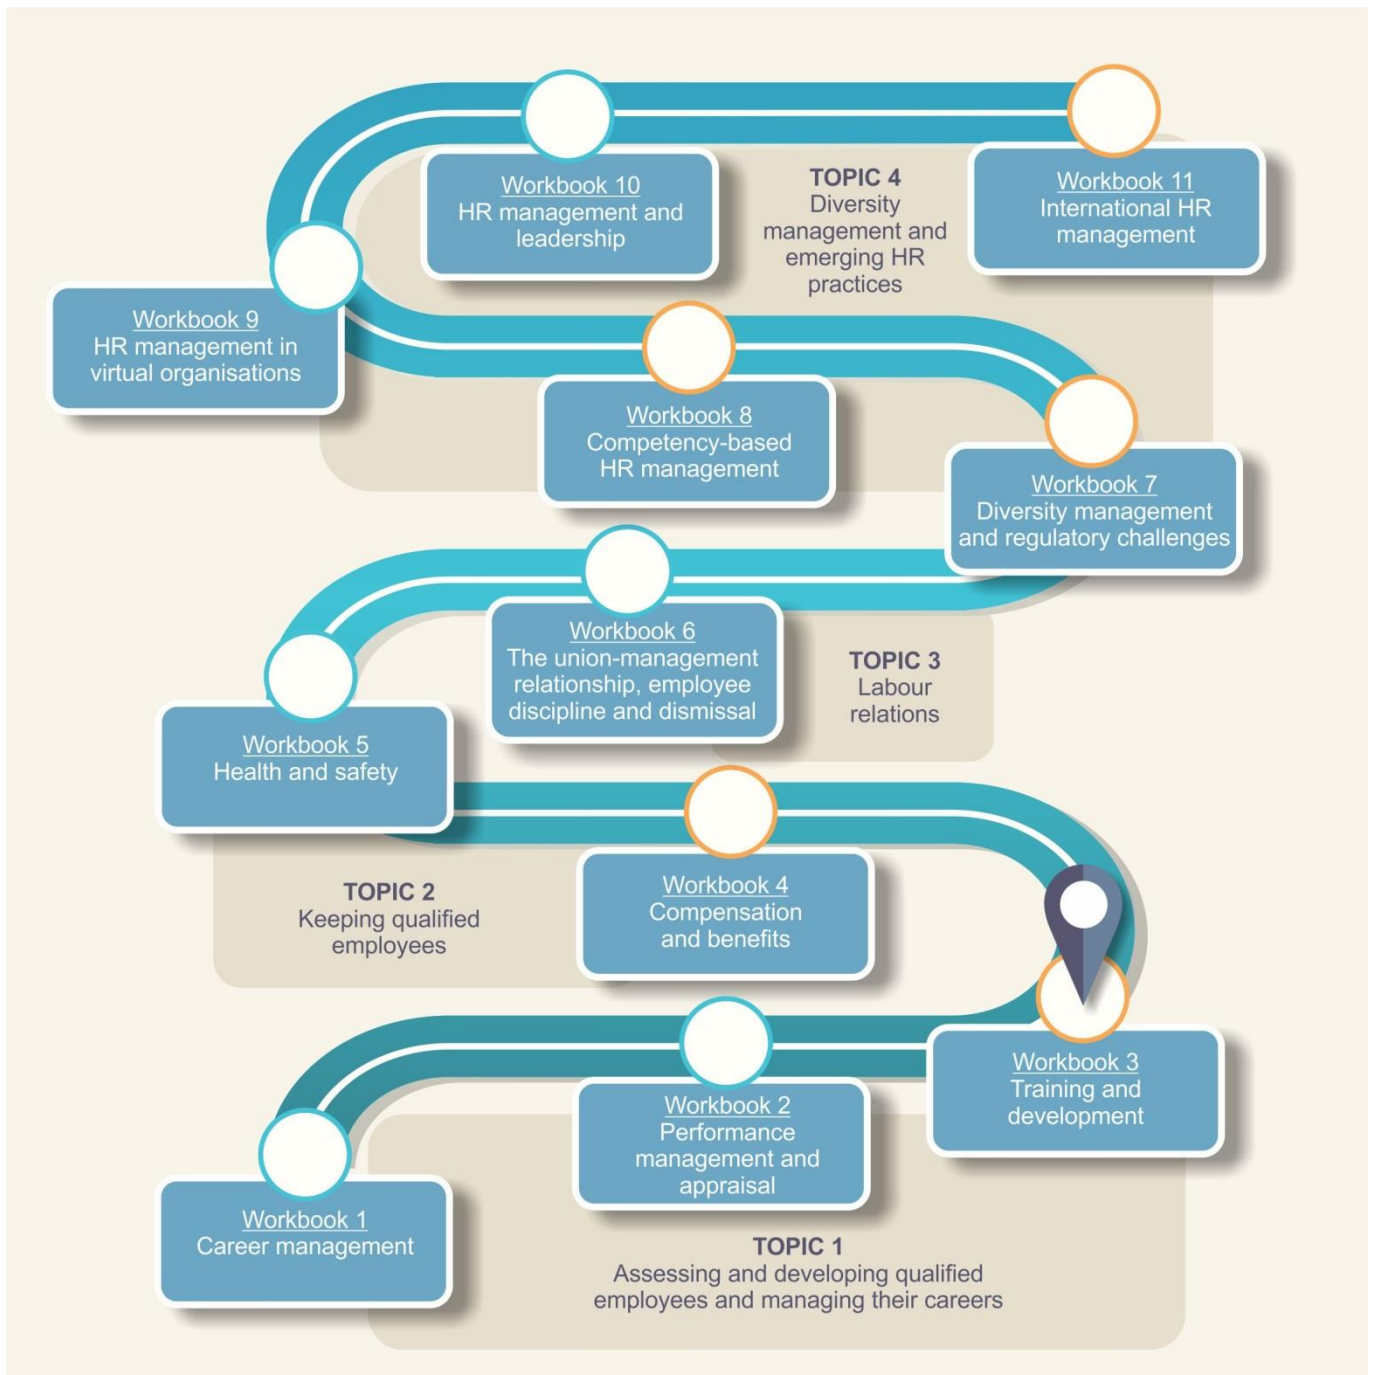 Workbook 10
HR management and
leadership
TOPIC 4
Diversity
management and
emerging HR
practices
Workbook 11
International HR
management
Workbook 9
HR management in
virtual organisations
Workbook 8
Competency-based
HR management
Workbook 7
Diversity management
and regulatory challenges
Workbook 6
The union-management
relationship, employee
discipline and dismissal
TOPIC 3
Labour
relations
Workbook 5
Health and safety
TOPIC 2
Keeping qualified
employees
Workbook 4
Compensation
and benefits
Workbook 3
Training and
development
Workbook 2
Performance
management and
appraisal
Workbook 1
Career management
TOPIC 1
Assessing and developing qualified
employees and managing their careers